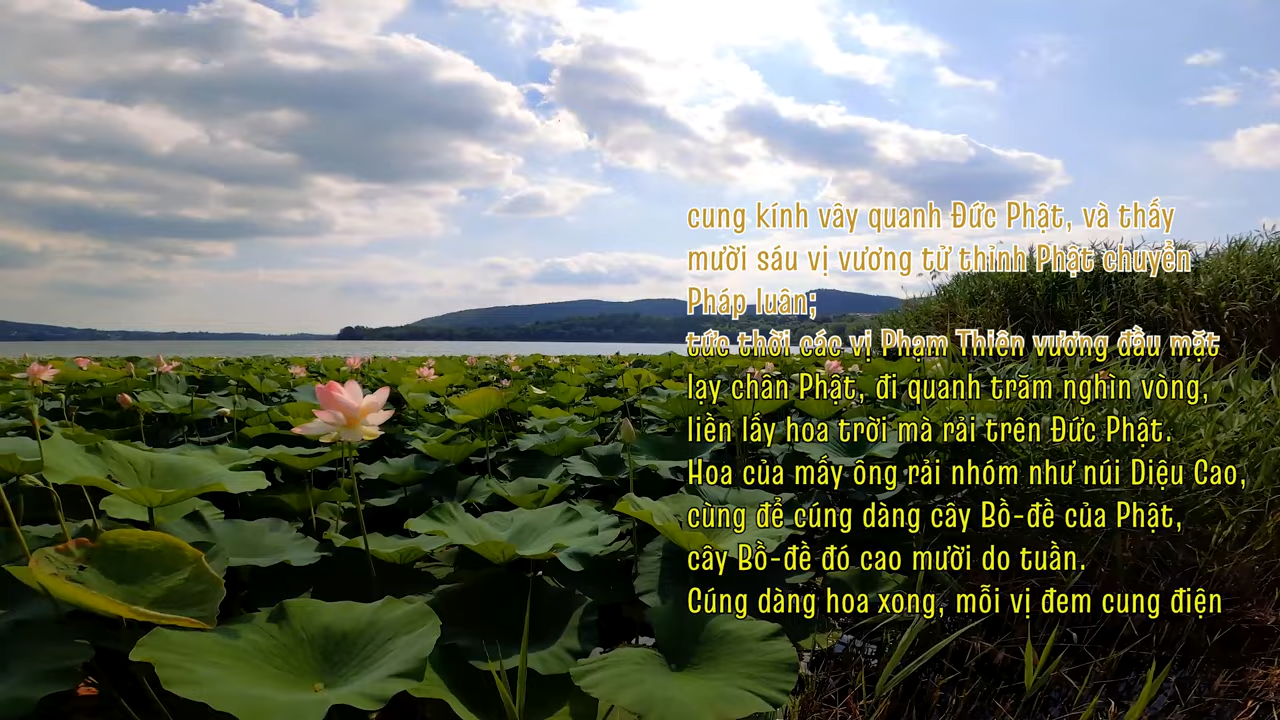 cung kính vây quanh Đức Phật, và thấy
mười sáu vị vương tử thỉnh Phật chuyển
Pháp luân;
tức thời các vị Phạm Thiên vương đầu mặt
lạy chân Phật, đi quanh trăm nghìn vòng,
liền lấy hoa trời mà rải trên Đức Phật.
Hoa của mấy ông rải nhóm như núi Diệu Cao,
cùng để cúng dàng cây Bồ-đề của Phật,
cây Bồ-đề đó cao mười do tuần.
Cúng dàng hoa xong, mỗi vị đem cung điện